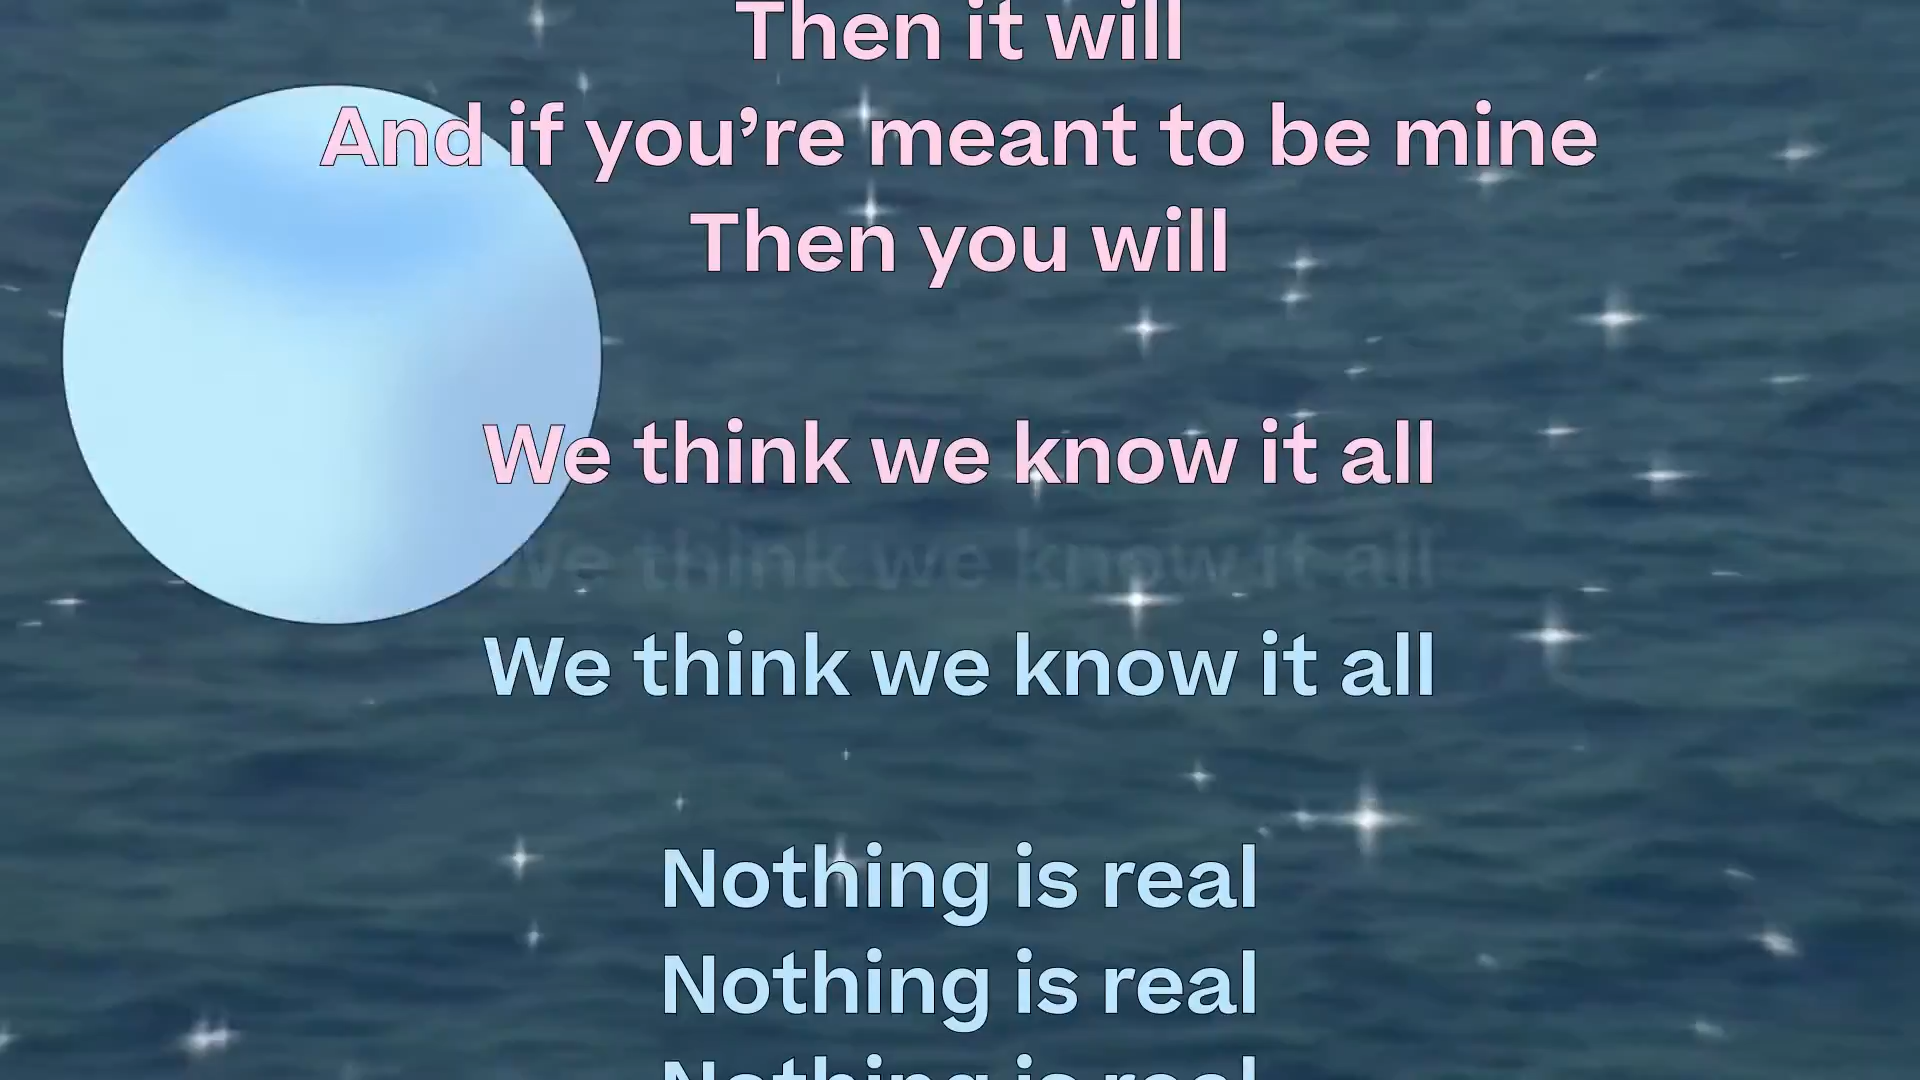 Then it will
And if you’re meant to be mine
Then you will
We think we know it all
We think we know it all
We think we know it all
Nothing is real
Nothing is real
Nothing is real